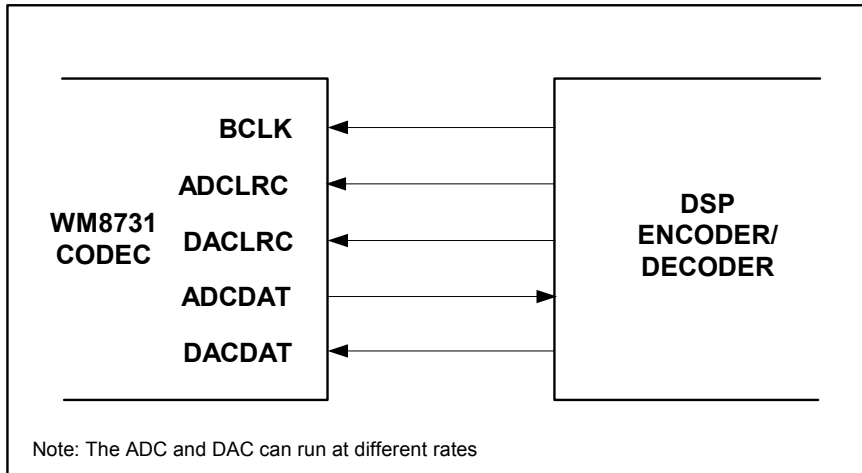 BCLK
ADCLRC
WM8731
CODEC
DACLRC
ADCDAT
DACDAT
DSP
ENCODER/
DECODER
Note: The ADC and DAC can run at different rates